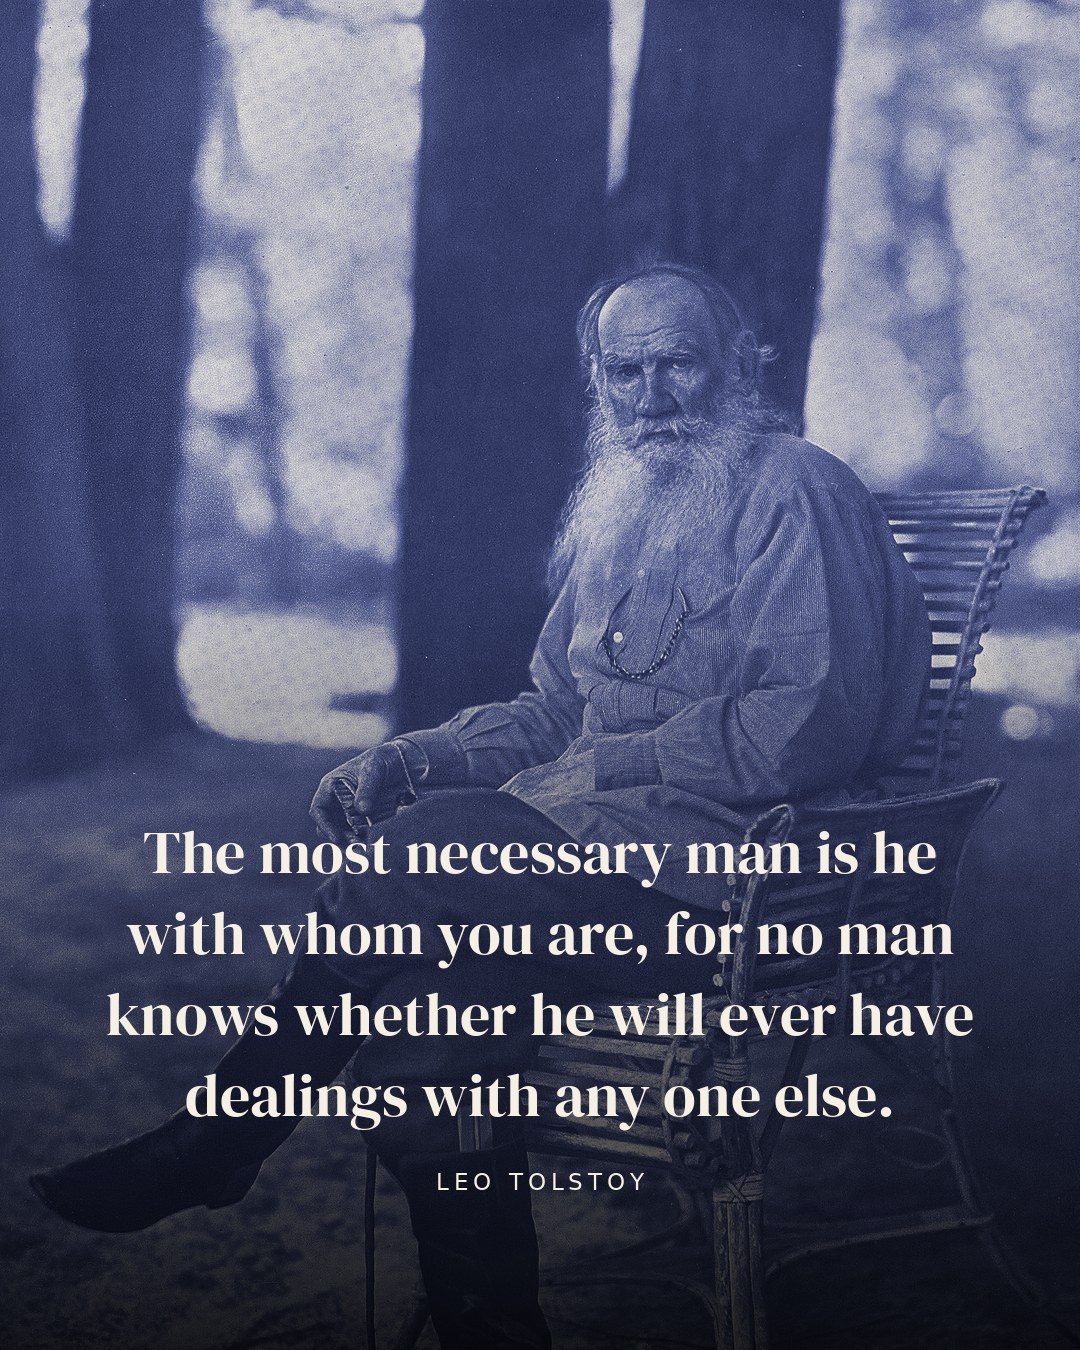 The most necessary man is he
with whom you are, for no man
knows whether he will ever have
dealings with any one else.
LEO TOLSTOY